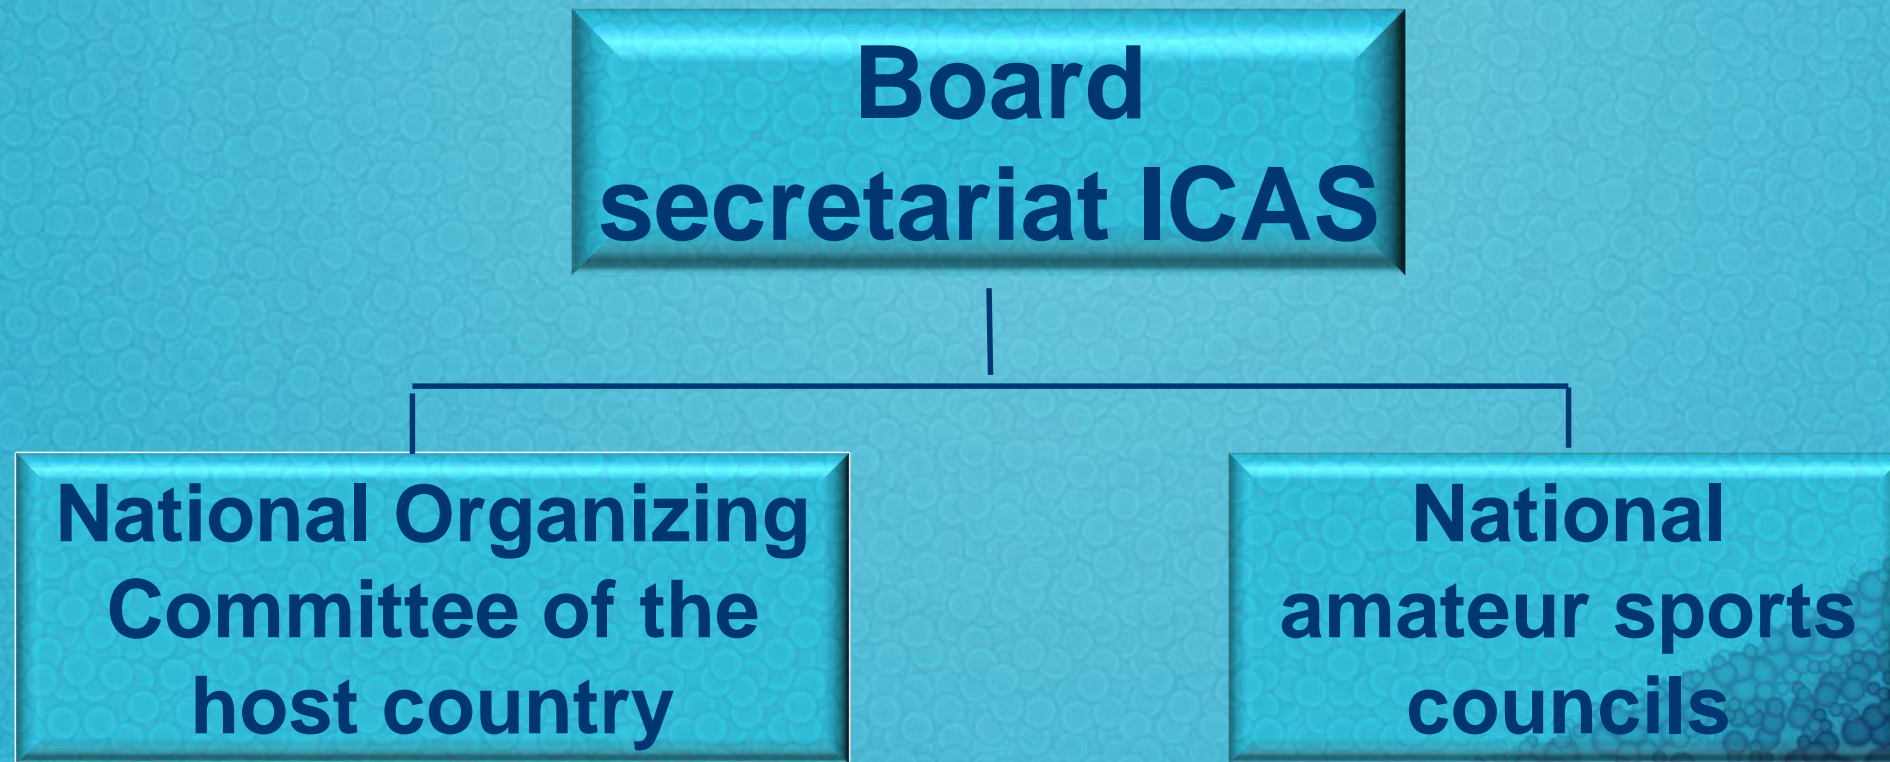 Board
secretariat ICAS
National Organizing
Committee of the
host country
National
amateur sports
councils